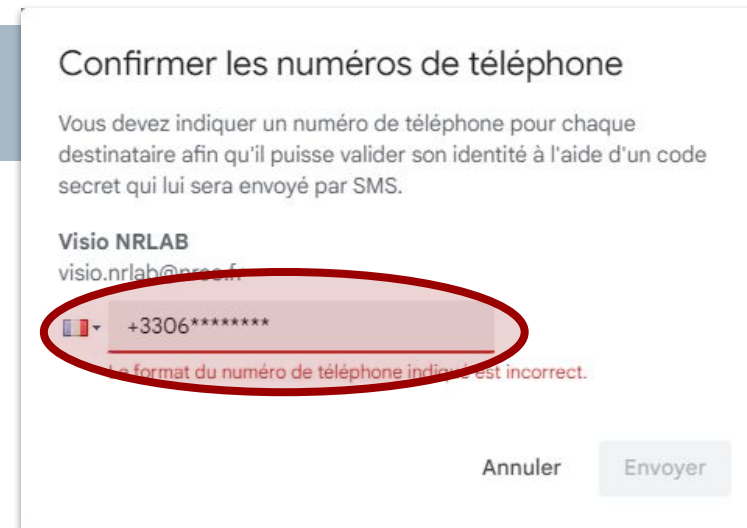 Confirmer les numéros de téléphone
Vous devez indiquer un numéro de téléphone pour chaque
destinataire afin qu'il puisse valider son identité à l'aide d'un code
secret qui lui sera envoyé par SMS.
Visio NRLAB
+3306********
Le format du numéro de téléphone indiqué est incorrect.
Annuler
Envoyer